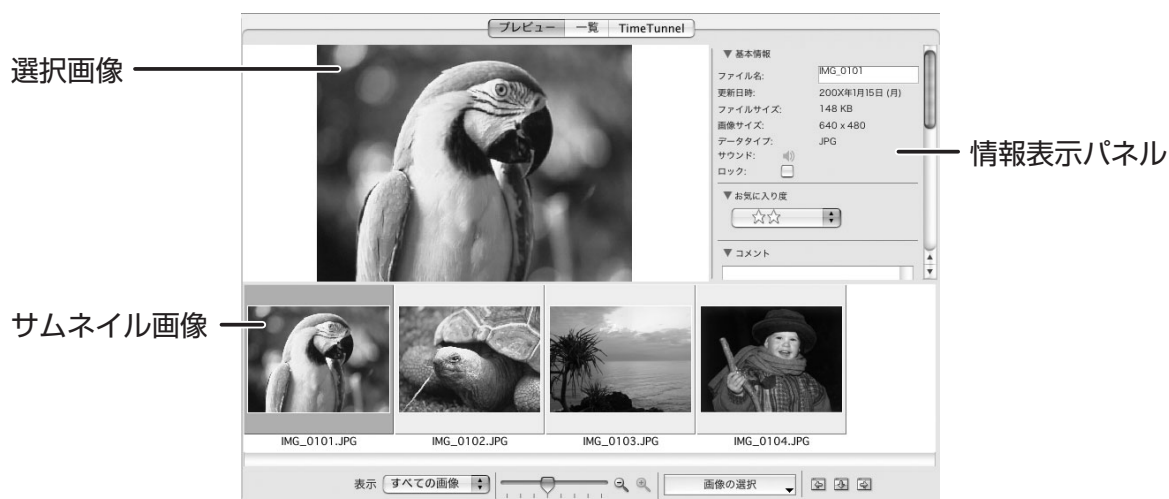 プレビュー 一覧 TimeTunnel
選択画像
▼基本情報
ファイル名: IMG_0101
更新日時: 200X年1月15日 (月)
ファイルサイズ: 148 KB
画像サイズ: 640 x 480
データタイプ: JPG
サウンド:
ロック:
情報表示パネル
▼お気に入り度
☆☆
▼コメント
サムネイル画像
IMG_0101.JPG IMG_0102.JPG IMG_0103.JPG IMG_0104.JPG
表示 すべての画像 画像の選択